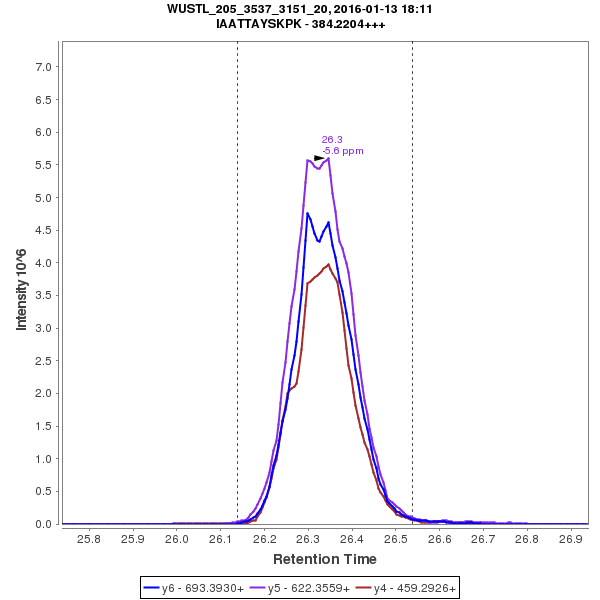 WUSTL_205_3537_3151_20, 2016-01-13 18:11
IAATTAYSKPK - 384.2204+++
Intensity 10^6
7.0
6.5
6.0
5.5
5.0
4.5
4.0
3.5
3.0
2.5
2.0
1.5
1.0
0.5
0.0
26.3
-5.6 ppm
25.8 25.9 26.0 26.1 26.2 26.3 26.4 26.5 26.6 26.7 26.8 26.9
Retention Time
y6 - 693.3930+ y5 - 622.3559+ y4 - 459.2926+